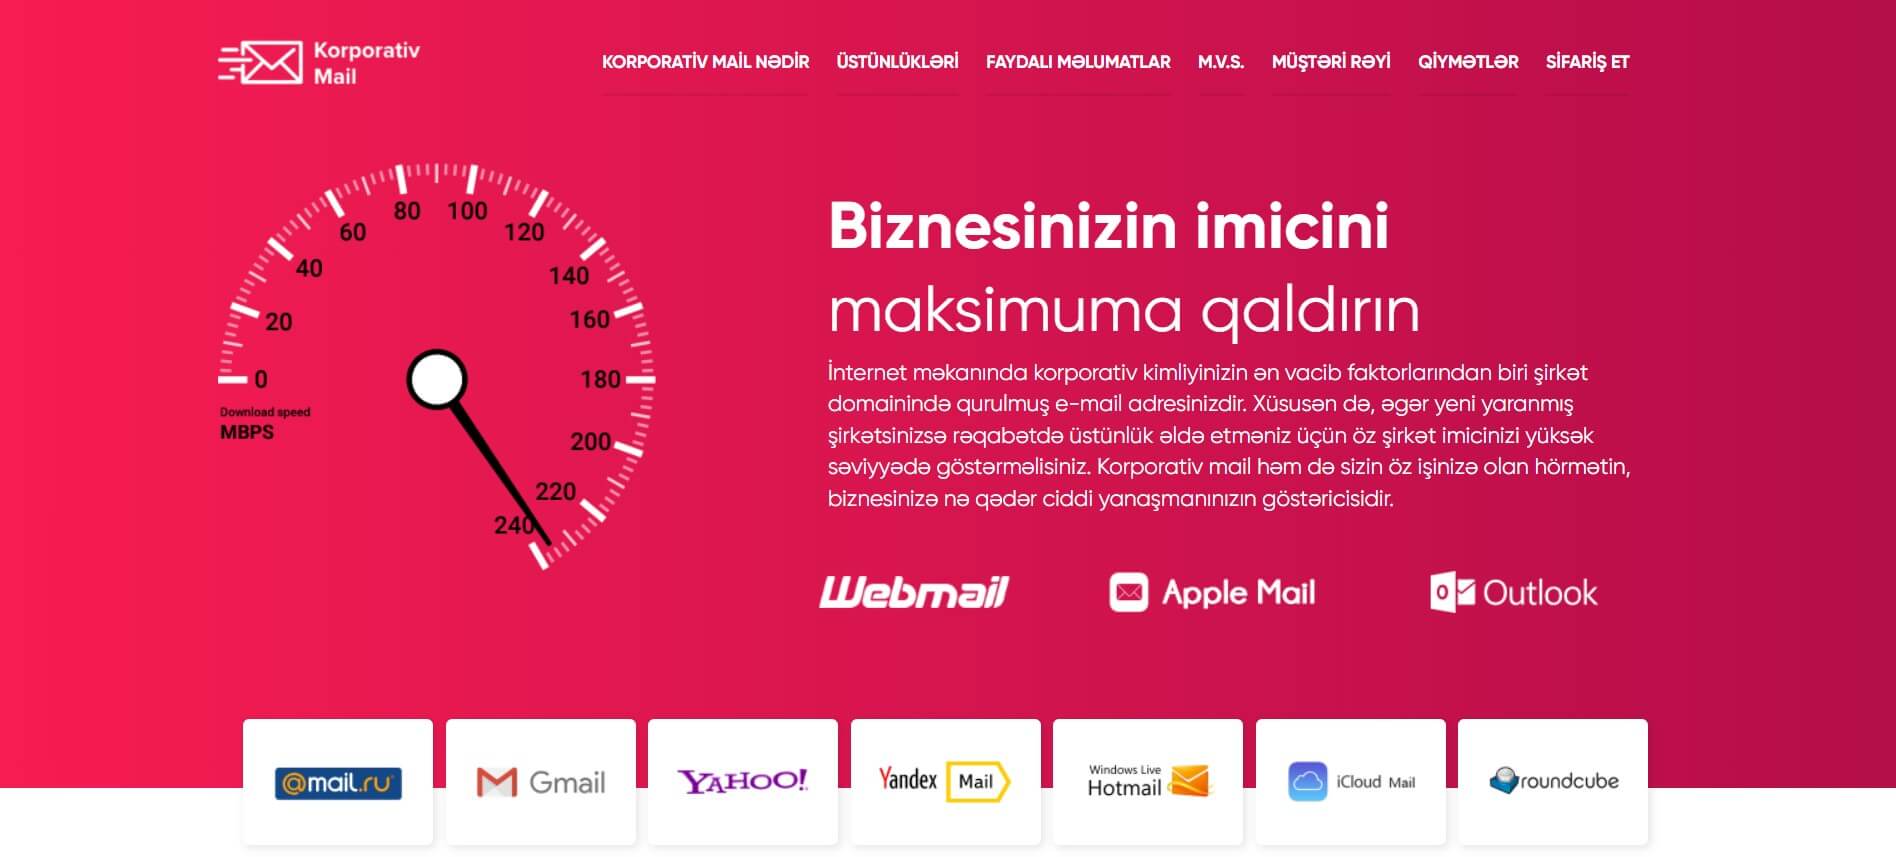 Korporativ
Mail
KORPORATİV MAİL NƏDİR ÜSTÜNLÜKLƏRİ FAYDALI MƏLUMATLAR M.V.S. MÜŞTƏRİ RƏYİ QİYMƏTLƏR SİFARİŞ ET
0
20
40
60
80
100
120
140
160
180
200
220
240
Download speed
MBPS
Biznesinizin imicini
maksimuma qaldırın
İnternet məkanında korporativ kimliyinizin ən vacib faktorlarından biri şirkət
domainində qurulmuş e-mail adresinizdir. Xüsusən də, əgər yeni yaranmış
şirkətsinizsə rəqabətdə üstünlük əldə etməniz üçün öz şirkət imicinizi yüksək
səviyyədə göstərməlisiniz. Korporativ mail həm də sizin öz işinizə olan hörmətin,
biznesinizə nə qədər ciddi yanaşmanınızın göstəricisidir.
Webmail
Apple Mail
Outlook
@mail.ru
Gmail
YAHOO!
Yandex Mail
Windows Live
Hotmail
iCloud Mail
roundcube